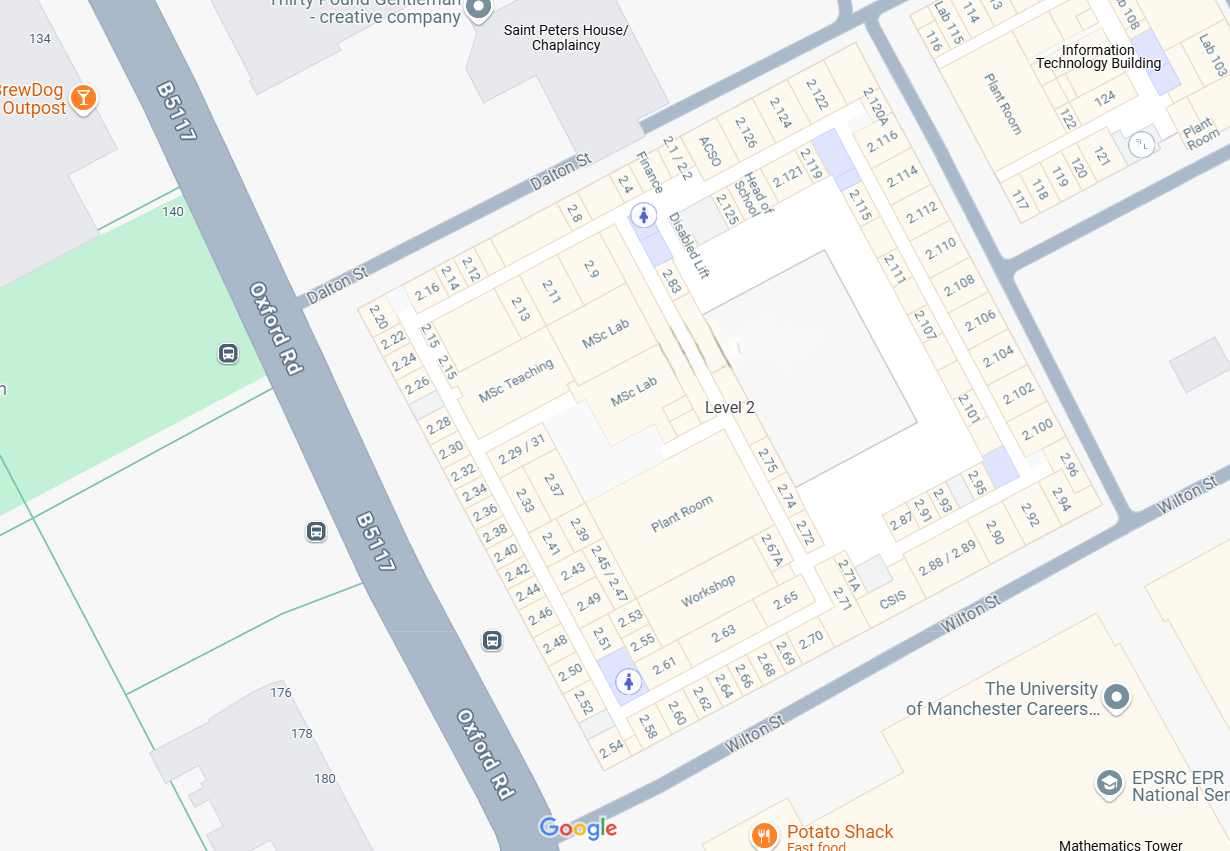 Thirty Pound Gentleman
- creative company
134
Saint Peters House/
Chaplaincy
BrewDog
Outpost
B5117
Dalton St
140
Dalton St
Oxford Rd
B5117
Oxford Rd
176
178
180
116
Lab 115
114
113
Lab 108
Information
Technology Building
Lab 103
Plant Room
124
122
Plant
Room
121
120
119
118
117
2.122
2.120A
2.124
2.126
ACSO
2.1 / 2.2
Finance
2.4
2.8
2.12
2.14
2.16
2.20
2.22
2.24
2.26
2.28
2.30
2.32
2.34
2.36
2.38
2.40
2.42
2.44
2.46
2.48
2.50
2.52
2.54
2.116
2.114
2.112
2.110
2.108
2.106
2.104
2.102
2.100
2.96
2.94
2.92
2.90
2.88 / 2.89
CSIS
2.119
2.121
Head of
School
2.125
Disabled Lift
2.115
2.111
2.107
2.101
2.95
2.93
2.91
2.87
2.83
2.9
2.11
2.13
2.15
2.15
MSc Lab
MSc Teaching
MSc Lab
Level 2
2.29 / 31
2.37
2.33
2.39
2.41
2.43
2.45 / 2.47
2.49
2.51
2.53
2.55
2.61
2.63
2.65
Plant Room
Workshop
2.67A
2.75
2.74
2.72
2.71A
2.71
2.70
2.69
2.68
2.66
2.64
2.62
2.60
2.58
Wilton St
Wilton St
Wilton St
The University
of Manchester Careers...
EPSRC EPR
National Ser
Google
Potato Shack
Fast food
Mathematics Tower